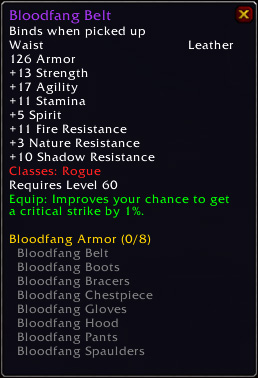 Bloodfang Belt
Binds when picked up
Waist Leather
126 Armor
+13 Strength
+17 Agility
+11 Stamina
+5 Spirit
+11 Fire Resistance
+3 Nature Resistance
+10 Shadow Resistance
Classes: Rogue
Requires Level 60
Equip: Improves your chance to get
a critical strike by 1%.
Bloodfang Armor (0/8)
Bloodfang Belt
Bloodfang Boots
Bloodfang Bracers
Bloodfang Chestpiece
Bloodfang Gloves
Bloodfang Hood
Bloodfang Pants
Bloodfang Spaulders